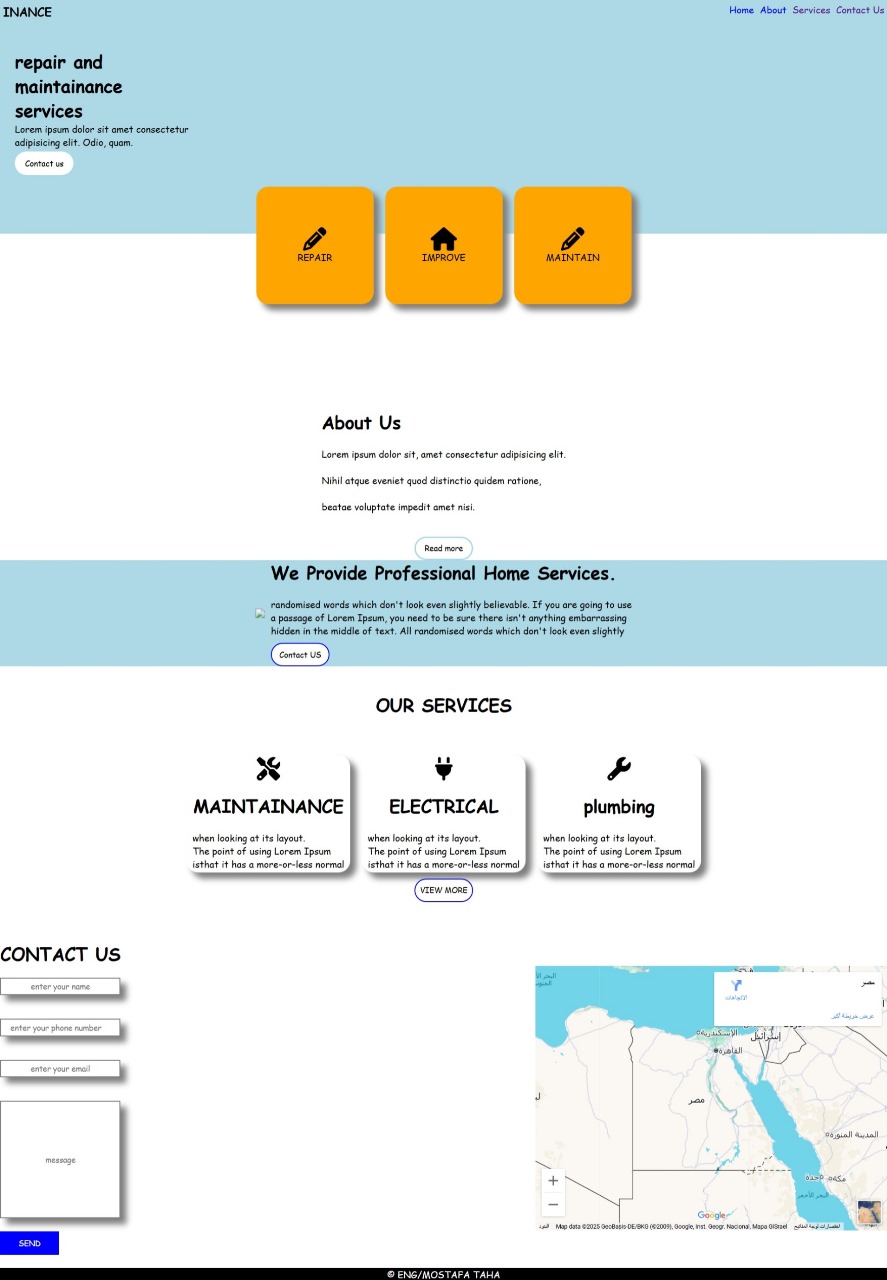 INANCE
Home About Services Contact Us
repair and
maintainance
services
Lorem ipsum dolor sit amet consectetur
adipisicing elit. Odio, quam.
Contact us
REPAIR
IMPROVE
MAINTAIN
About Us
Lorem ipsum dolor sit, amet consectetur adipisicing elit.
Nihil atque eveniet quod distinctio quidem ratione,
beatae voluptate impedit amet nisi.
Read more
We Provide Professional Home Services.
randomised words which don't look even slightly believable. If you are going to use
a passage of Lorem Ipsum, you need to be sure there isn't anything embarrassing
hidden in the middle of text. All randomised words which don't look even slightly
Contact US
OUR SERVICES
MAINTAINANCE
when looking at its layout.
The point of using Lorem Ipsum
isthat it has a more-or-less normal
ELECTRICAL
when looking at its layout.
The point of using Lorem Ipsum
isthat it has a more-or-less normal
plumbing
when looking at its layout.
The point of using Lorem Ipsum
isthat it has a more-or-less normal
VIEW MORE
CONTACT US
enter your name
enter your phone number
enter your email
message
SEND
مصر
الاتجاهات
عرض خريطة أكبر
الإسكندرية
إسرائيل
القاهرة
مصر
المدينة المنورة
جدة
مكة
البحر الأحمر
Google
البنود
Map data ©2025 GeoBasis-DE/BKG (©2009), Google, Inst. Geogr. Nacional, Mapa GISrael
اختصارات لوحة المفاتيح
© ENG/MOSTAFA TAHA